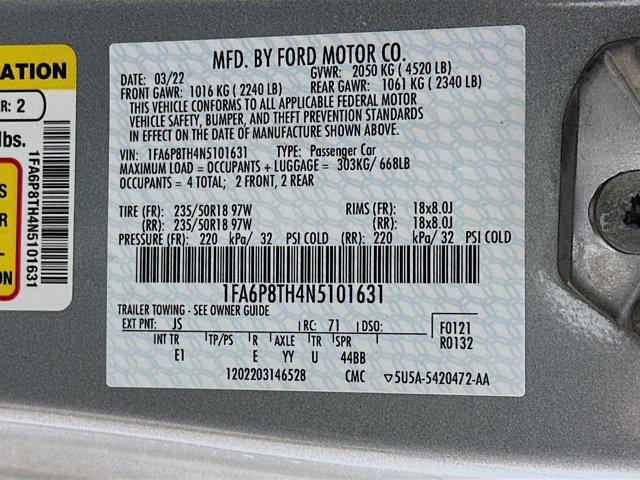 MFD. BY FORD MOTOR CO.
DATE: 03/22 GVWR: 2050 KG ( 4520 LB)
FRONT GAWR: 1016 KG ( 2240 LB) REAR GAWR: 1061 KG ( 2340 LB)
THIS VEHICLE CONFORMS TO ALL APPLICABLE FEDERAL MOTOR
VEHICLE SAFETY, BUMPER, AND THEFT PREVENTION STANDARDS
IN EFFECT ON THE DATE OF MANUFACTURE SHOWN ABOVE.
VIN: 1FA6P8TH4N5101631 TYPE: Passenger Car
MAXIMUM LOAD = OCCUPANTS + LUGGAGE = 303KG/ 668LB
OCCUPANTS = 4 TOTAL; 2 FRONT, 2 REAR
TIRE (FR): 235/50R18 97W RIMS (FR): 18x8.0J
(RR): 235/50R18 97W (RR): 18x8.0J
PRESSURE (FR): 220 kPa/ 32 PSI COLD (RR): 220 kPa/ 32 PSI COLD
1FA6P8TH4N5101631
TRAILER TOWING - SEE OWNER GUIDE
EXT PNT: JS RC: 71 DSO: F0121
INT TR TP/PS R AXLE TR SPR R0132
E1 E YY U 44BB
1202203146528 CMC ▽5U5A-5420472-AA
ATION
R: 2
lbs.
S
R
ON
1FA6P8TH4N5101631